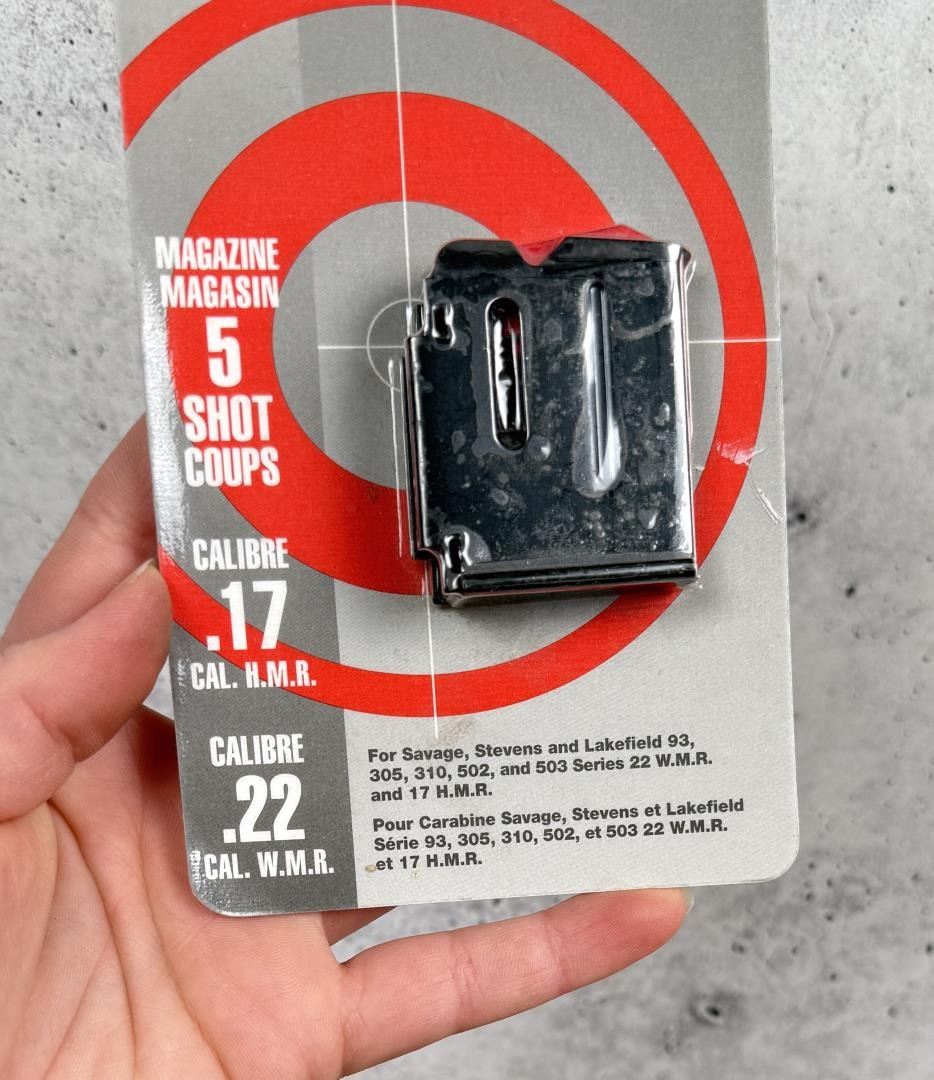 MAGAZINE
MAGASIN
5
SHOT
COUPS
CALIBRE
.17
CAL. H.M.R.
CALIBRE
.22
CAL. W.M.R.
For Savage, Stevens and Lakefield 93,
305, 310, 502, and 503 Series 22 W.M.R.
and 17 H.M.R.
Pour Carabine Savage, Stevens et Lakefield
Série 93, 305, 310, 502, et 503 22 W.M.R.
et 17 H.M.R.